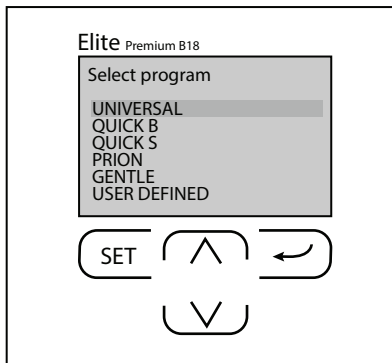 Elite Premium B18
Select program
UNIVERSAL
QUICK B
QUICK S
PRION
GENTLE
USER DEFINED
SET